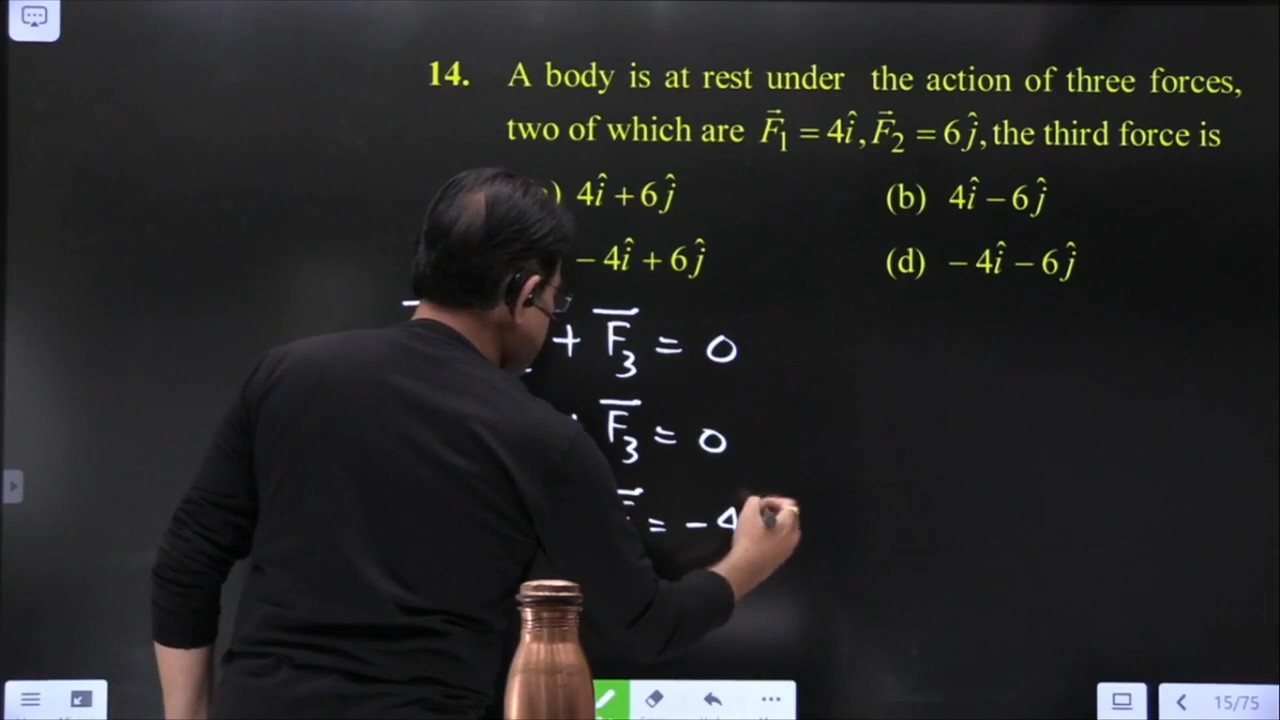 14. A body is at rest under the action of three forces,
two of which are F⃗₁ = 4î, F⃗₂ = 6ĵ, the third force is
) 4î + 6ĵ (b) 4î – 6ĵ
– 4î + 6ĵ (d) – 4î – 6ĵ
+ F̅₃ = 0
F̅₃ = 0
= - 4
15/75